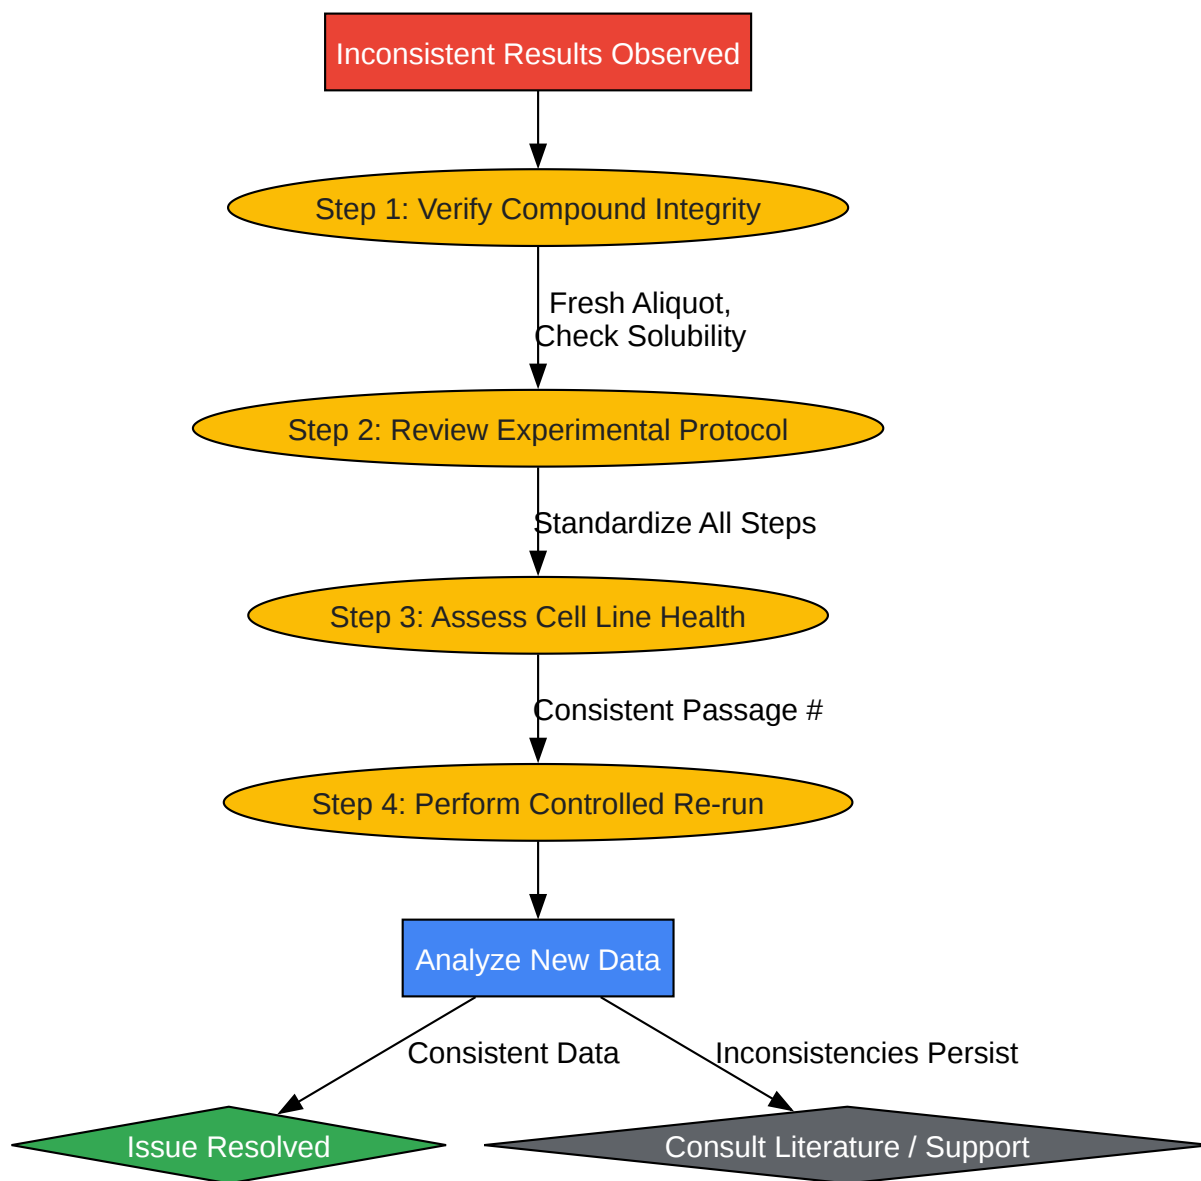 Inconsistent Results Observed
Step 1: Verify Compound Integrity
Fresh Aliquot,
Check Solubility
Step 2: Review Experimental Protocol
Standardize All Steps
Step 3: Assess Cell Line Health
Consistent Passage #
Step 4: Perform Controlled Re-run
Analyze New Data
Consistent Data
Inconsistencies Persist
Issue Resolved
Consult Literature / Support